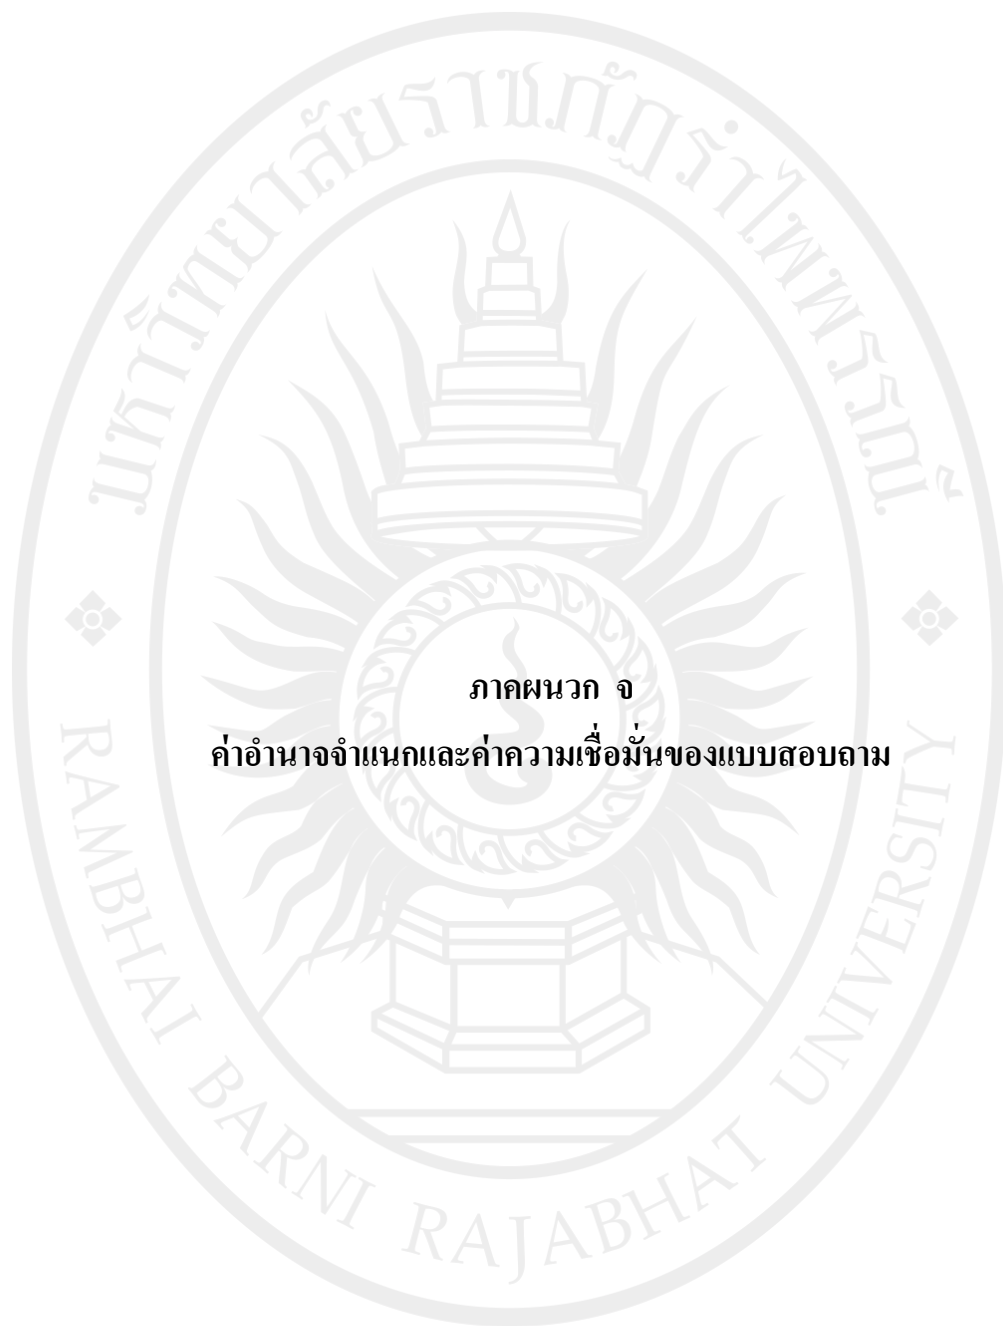 มหาวิทยาลัยราชภัฏรำไพพรรณี
ภาคผนวก จ
ค่าอำนาจจำแนกและค่าความเชื่อมั่นของแบบสอบถาม
RAMBHAI BARNI RAJABHAT UNIVERSITY